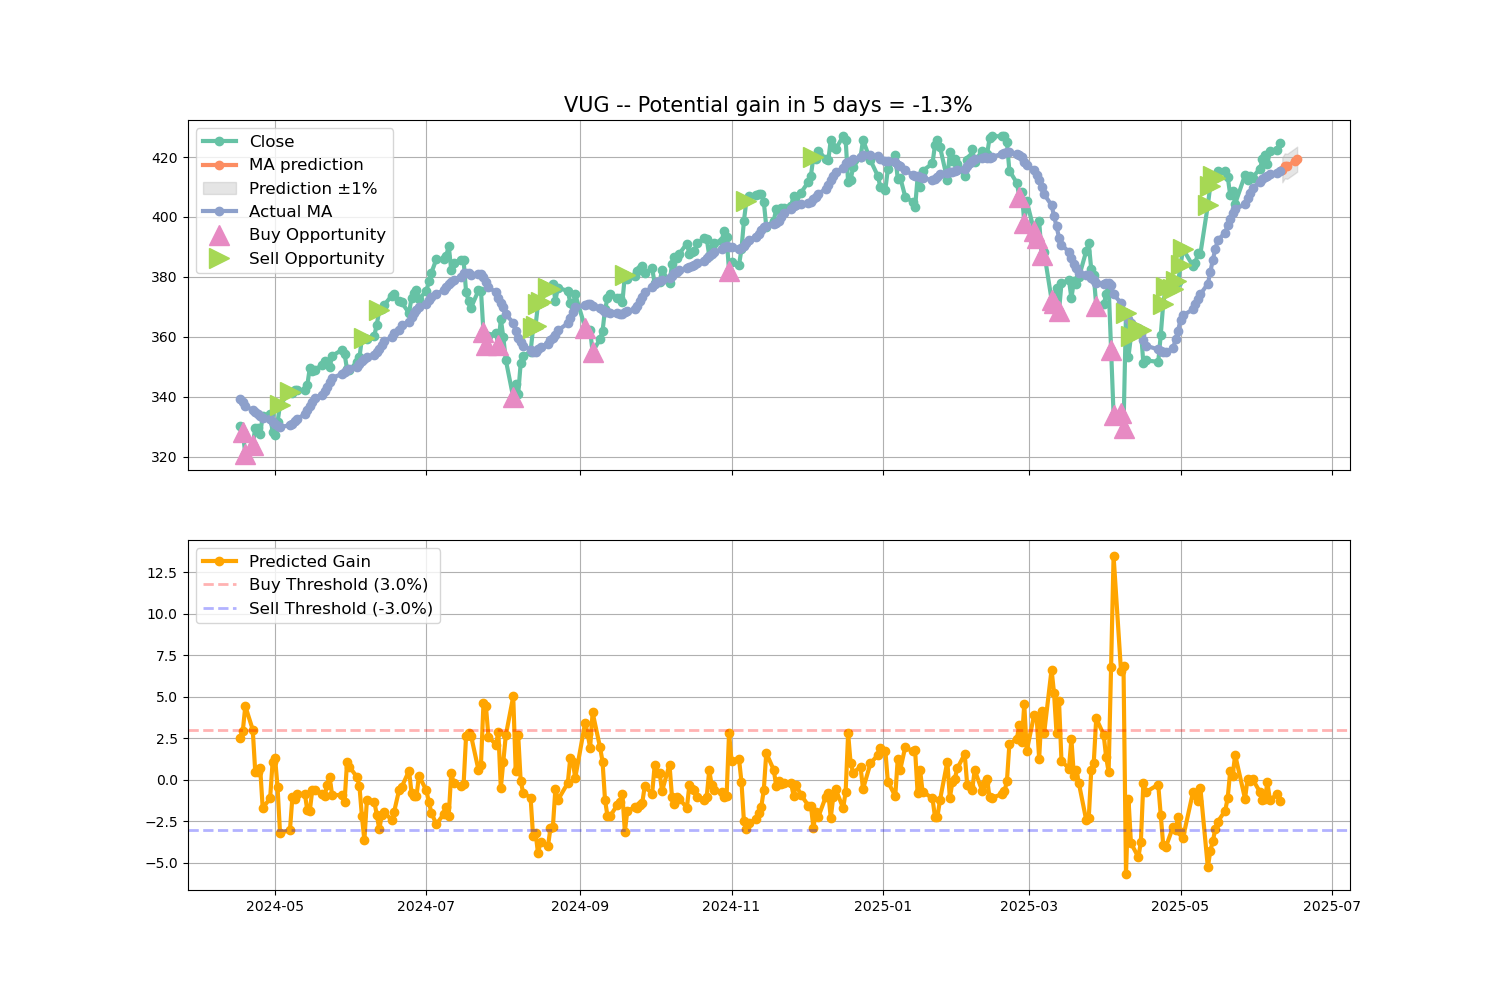 VUG -- Potential gain in 5 days = -1.3%
Close
MA prediction
Prediction ±1%
Actual MA
Buy Opportunity
Sell Opportunity
420
400
380
360
340
320
Predicted Gain
Buy Threshold (3.0%)
Sell Threshold (-3.0%)
12.5
10.0
7.5
5.0
2.5
0.0
−2.5
−5.0
2024-05 2024-07 2024-09 2024-11 2025-01 2025-03 2025-05 2025-07